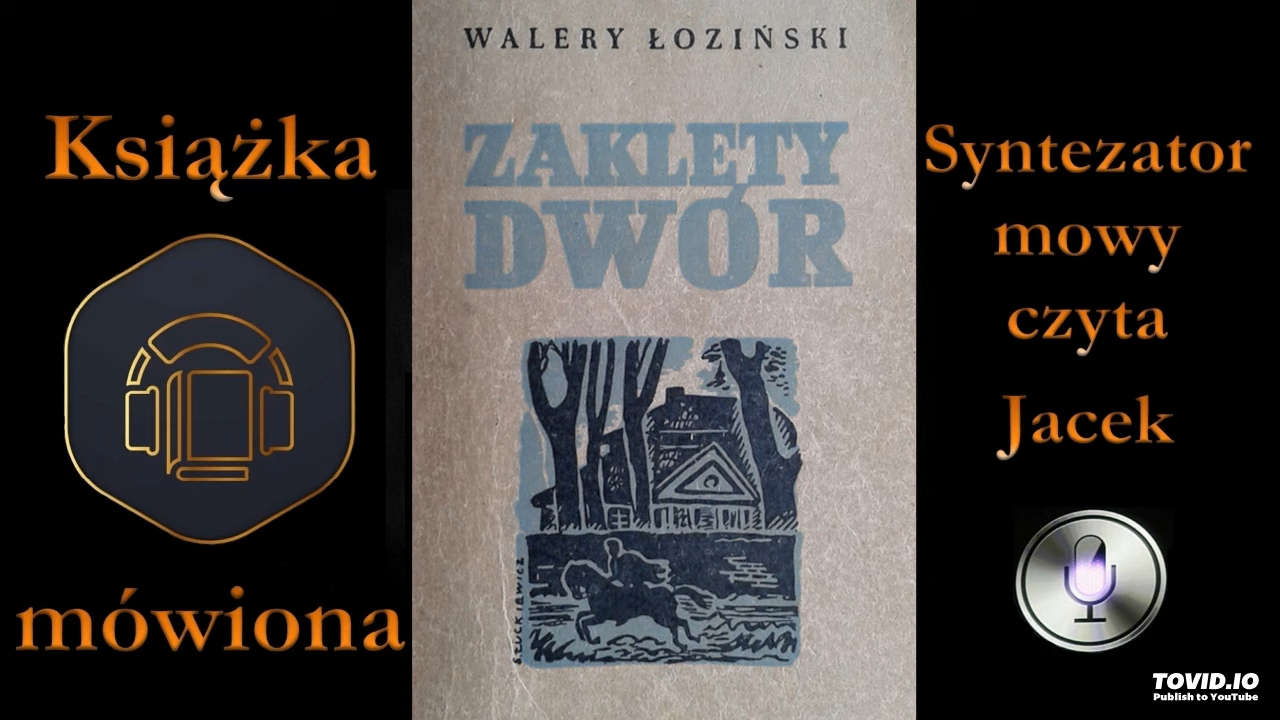 Książka
mówiona
WALERY ŁOZIŃSKI
ZAKLĘTY
DWÓR
Syntezator
mowy
czyta
Jacek
TOVID.IO
Publish to YouTube